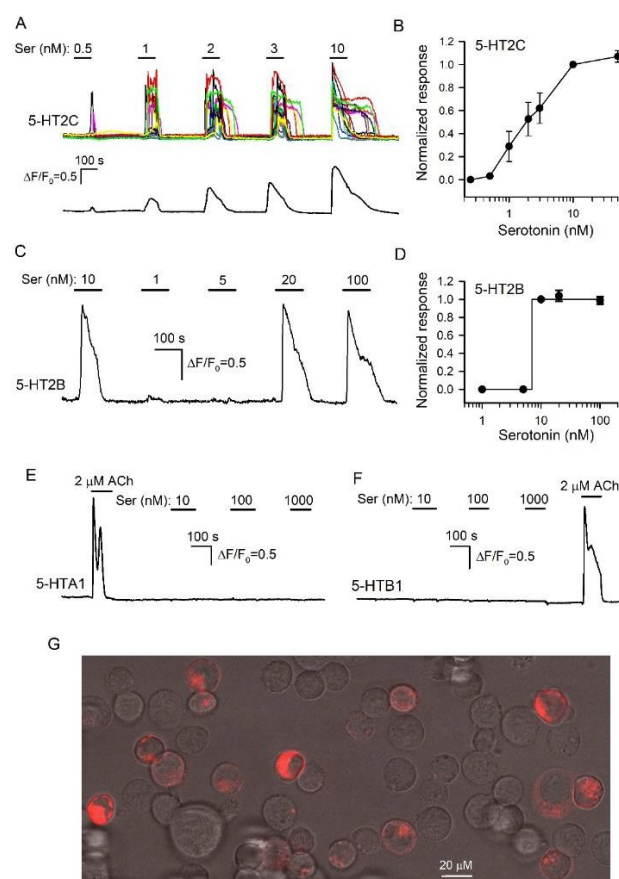 A
Ser (nM): 0.5 1 2 3 10
5-HT2C
100 s
ΔF/F0=0.5
B
5-HT2C
Normalized response
1.2
1.0
0.8
0.6
0.4
0.2
0.0
1 10
Serotonin (nM)
C
Ser (nM): 10 1 5 20 100
100 s
ΔF/F0=0.5
5-HT2B
D
5-HT2B
Normalized response
1.2
1.0
0.8
0.6
0.4
0.2
0.0
1 10 100
Serotonin (nM)
E
2 μM ACh
Ser (nM): 10 100 1000
100 s
ΔF/F0=0.5
5-HTA1
F
2 μM ACh
Ser (nM): 10 100 1000
100 s
ΔF/F0=0.5
5-HTB1
G
20 μM